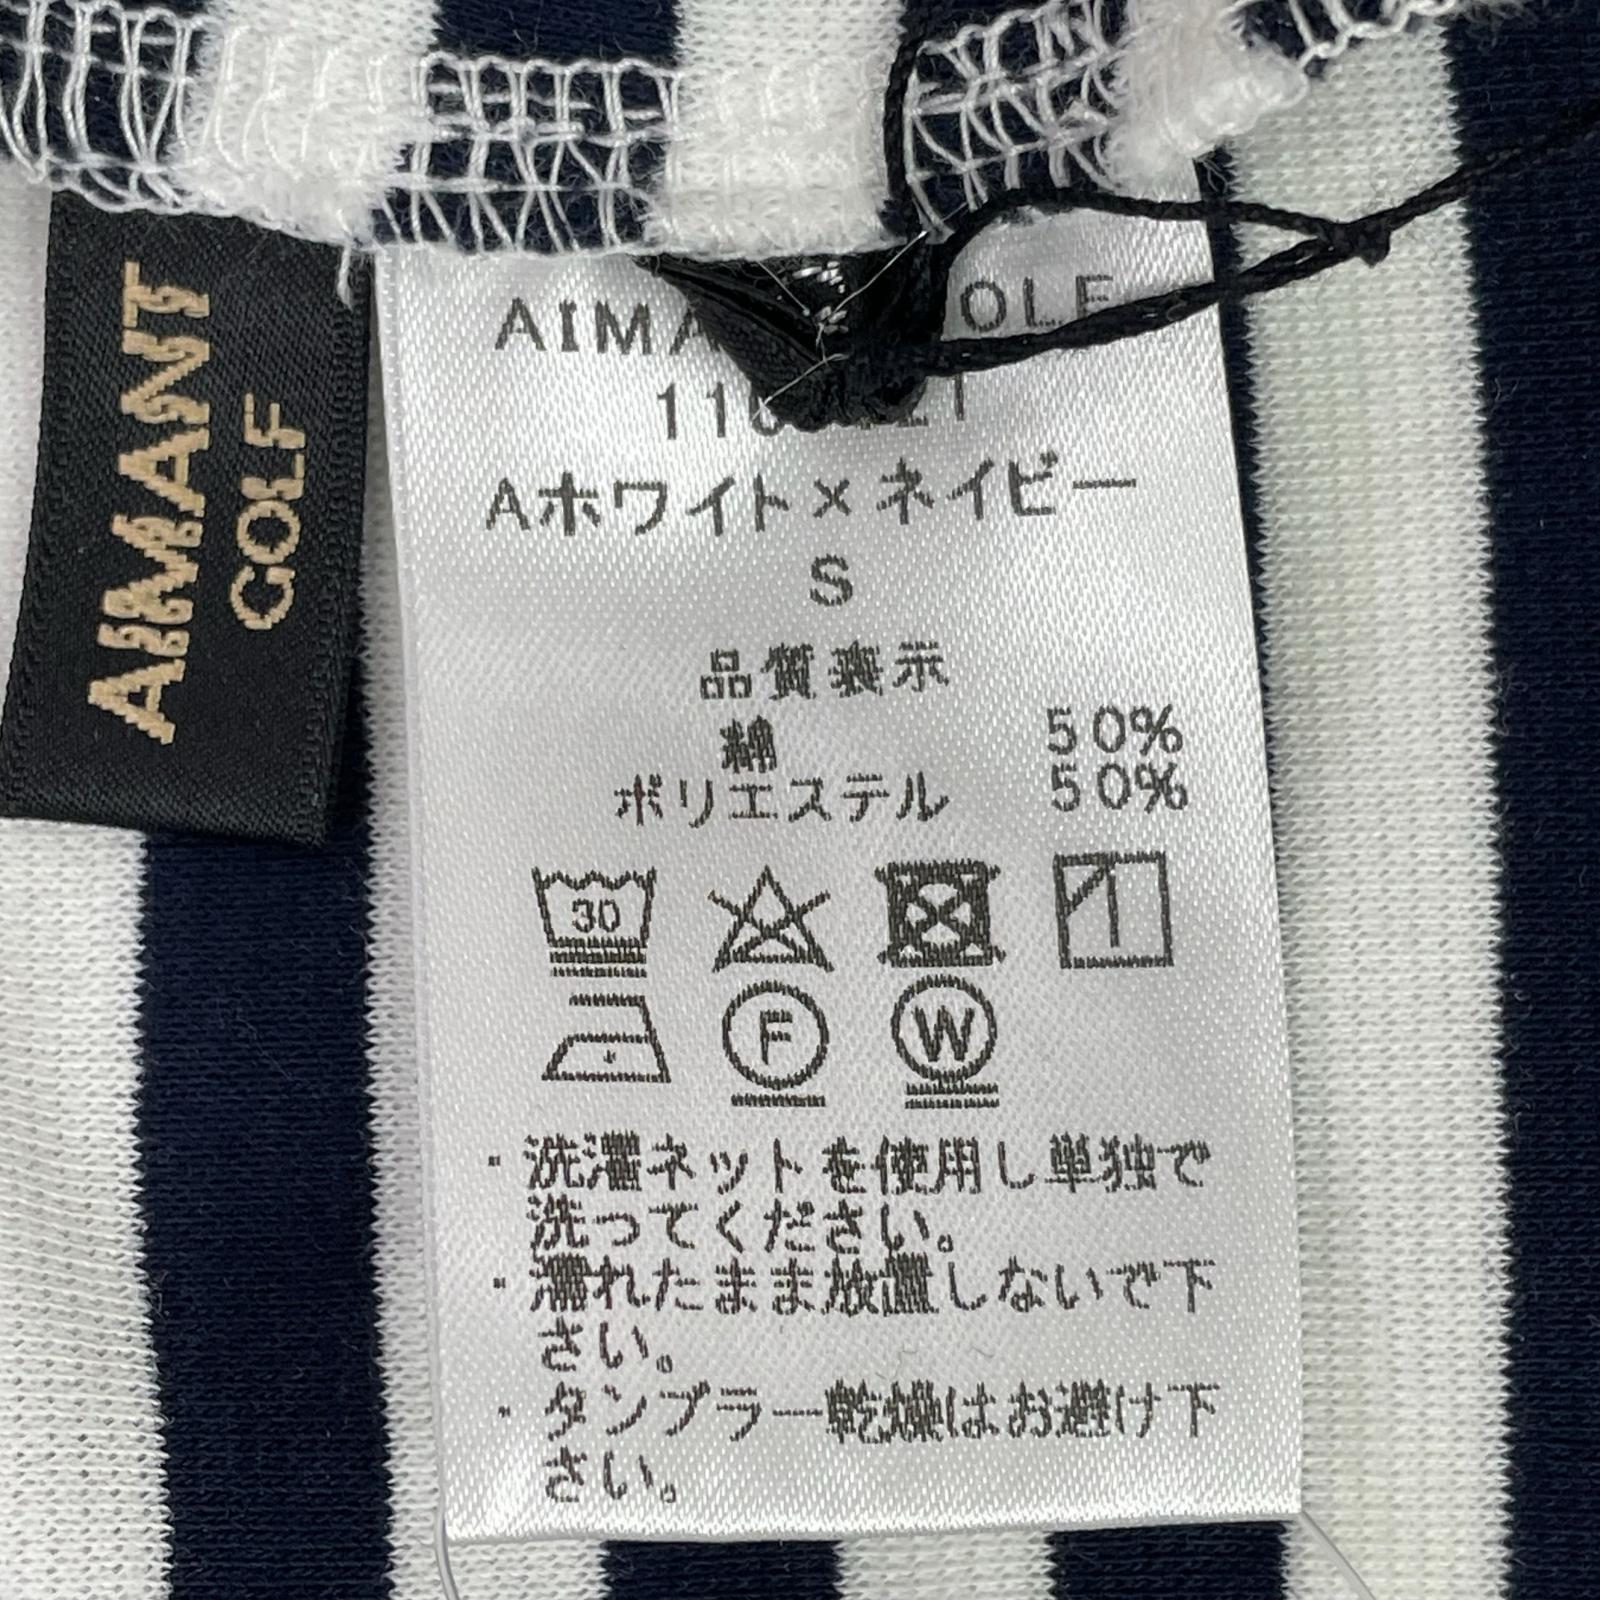 AIMANT
GOLF
Aホワイト×ネイビー
S
品質表示
綿 50%
ポリエステル 50%
30
F
W
・洗濯ネットを使用し単独で
洗ってください。
・濡れたまま放置しないで下
さい。
・タンブラー乾燥はお避け下
さい。